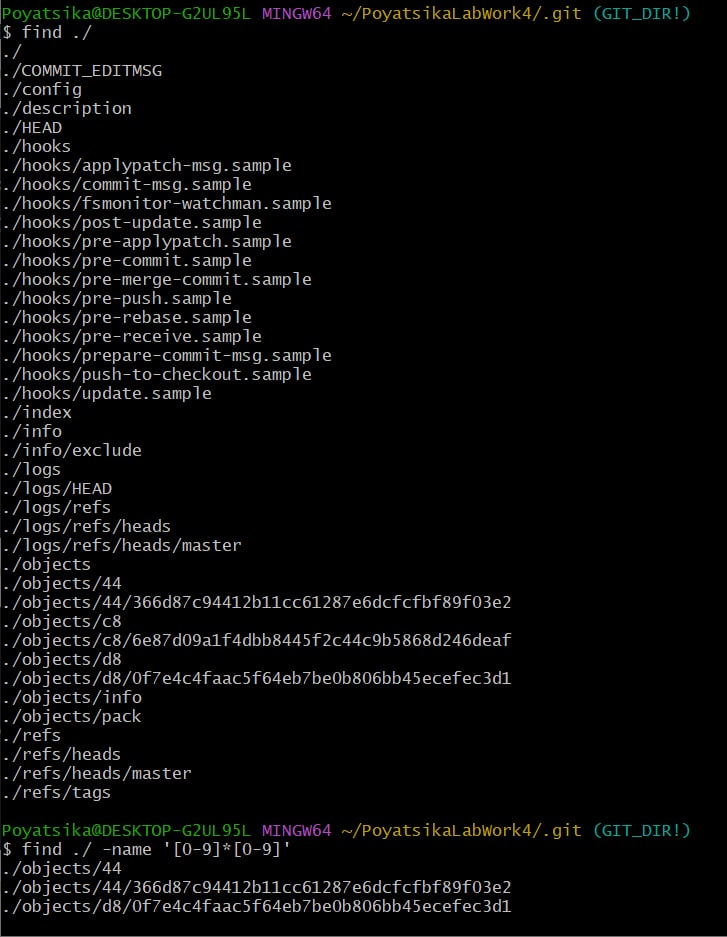 Poyatsika@DESKTOP-G2UL95L MINGW64 ~/PoyatsikaLabWork4/.git (GIT_DIR!)
$ find ./
./
./COMMIT_EDITMSG
./config
./description
./HEAD
./hooks
./hooks/applypatch-msg.sample
./hooks/commit-msg.sample
./hooks/fsmonitor-watchman.sample
./hooks/post-update.sample
./hooks/pre-applypatch.sample
./hooks/pre-commit.sample
./hooks/pre-merge-commit.sample
./hooks/pre-push.sample
./hooks/pre-rebase.sample
./hooks/pre-receive.sample
./hooks/prepare-commit-msg.sample
./hooks/push-to-checkout.sample
./hooks/update.sample
./index
./info
./info/exclude
./logs
./logs/HEAD
./logs/refs
./logs/refs/heads
./logs/refs/heads/master
./objects
./objects/44
./objects/44/366d87c94412b11cc61287e6dcfcfbf89f03e2
./objects/c8
./objects/c8/6e87d09a1f4dbb8445f2c44c9b5868d246deaf
./objects/d8
./objects/d8/0f7e4c4faac5f64eb7be0b806bb45ecefec3d1
./objects/info
./objects/pack
./refs
./refs/heads
./refs/heads/master
./refs/tags
Poyatsika@DESKTOP-G2UL95L MINGW64 ~/PoyatsikaLabWork4/.git (GIT_DIR!)
$ find ./ -name '[0-9]*[0-9]'
./objects/44
./objects/44/366d87c94412b11cc61287e6dcfcfbf89f03e2
./objects/d8/0f7e4c4faac5f64eb7be0b806bb45ecefec3d1